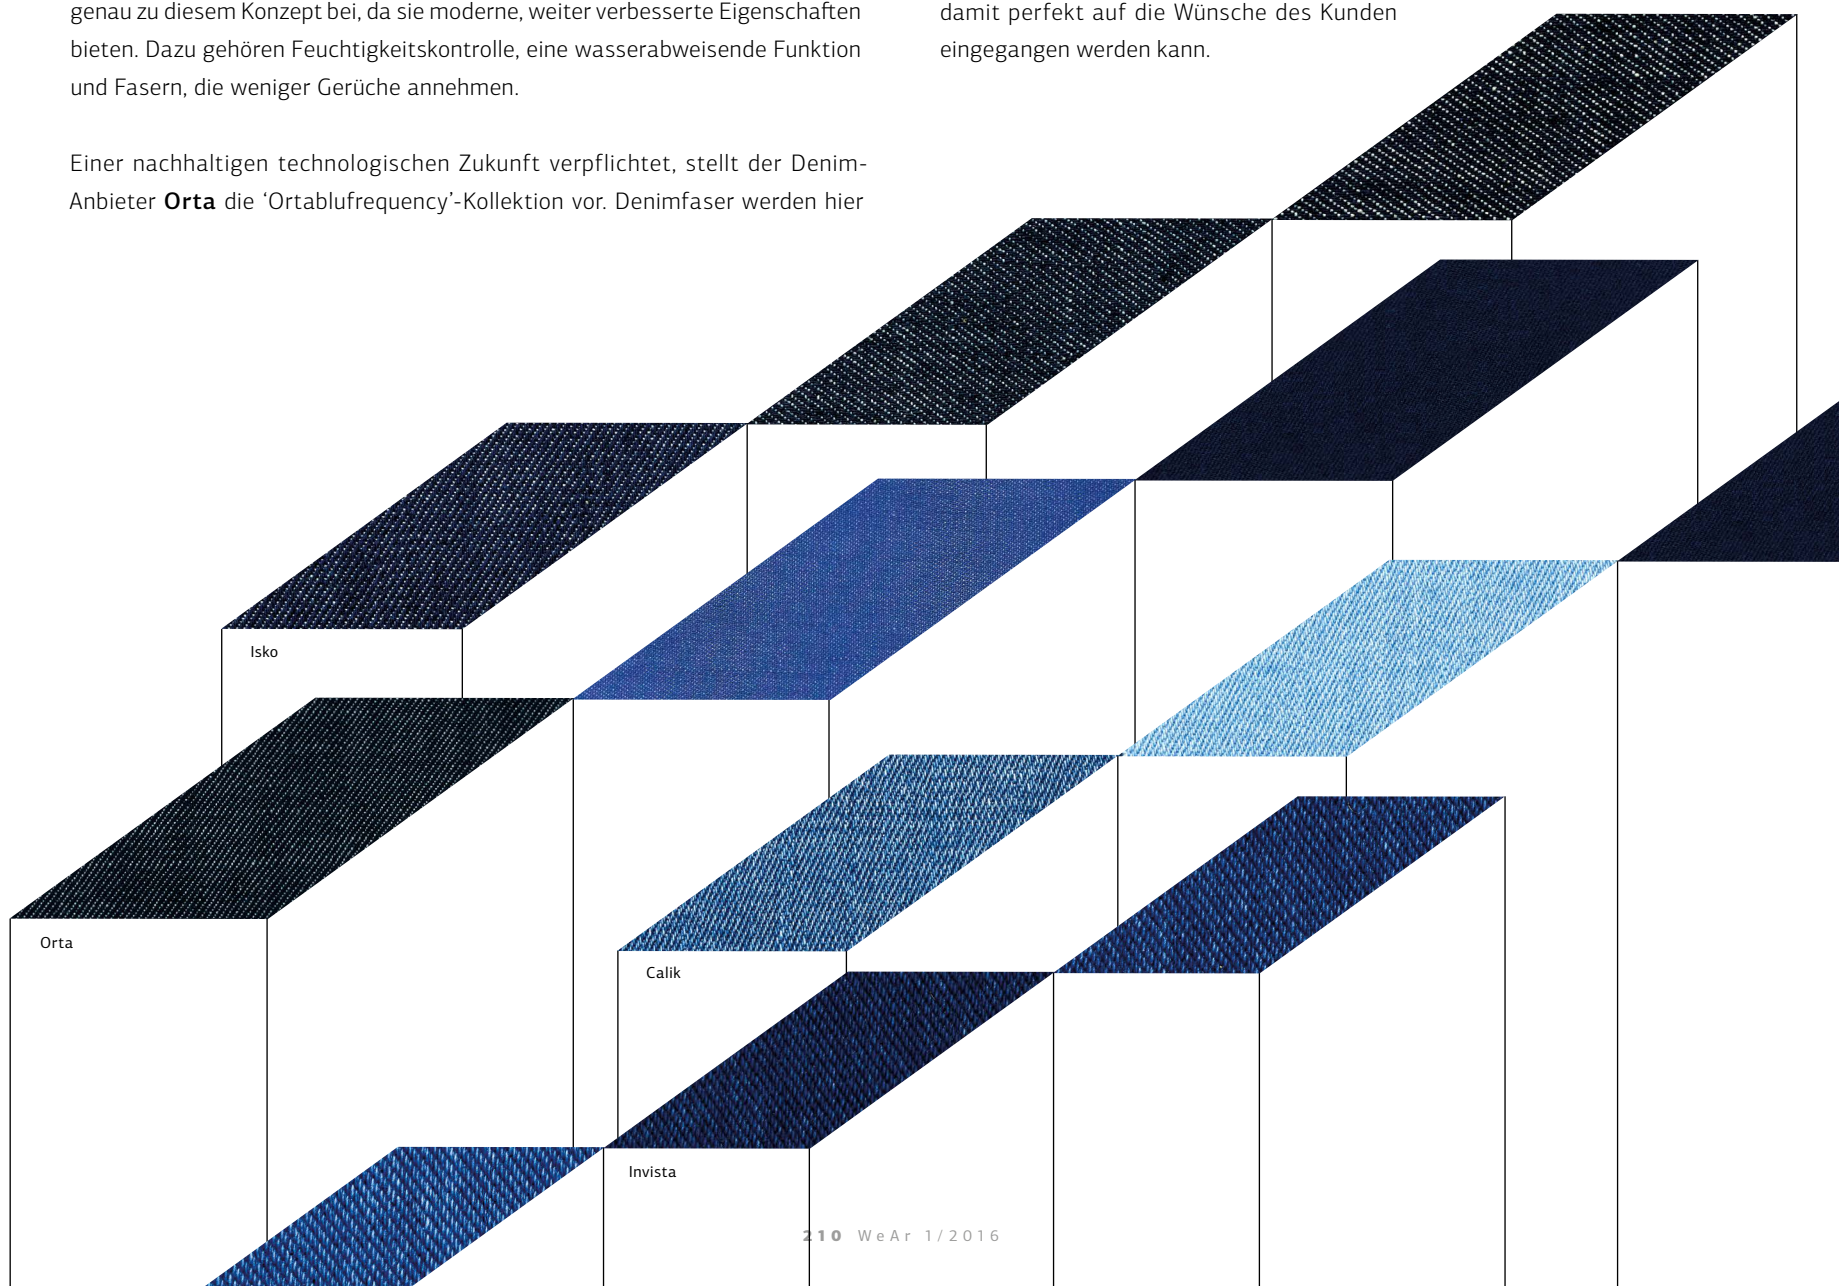 genau zu diesem Konzept bei, da sie moderne, weiter verbesserte Eigenschaften
bieten. Dazu gehören Feuchtigkeitskontrolle, eine wasserabweisende Funktion
und Fasern, die weniger Gerüche annehmen.
Einer nachhaltigen technologischen Zukunft verpflichtet, stellt der Denim-
Anbieter Orta die ‘Ortablufrequency’-Kollektion vor. Denimfaser werden hier
damit perfekt auf die Wünsche des Kunden
eingegangen werden kann.
Isko
Orta
Calik
Invista
210 WeAr 1/2016